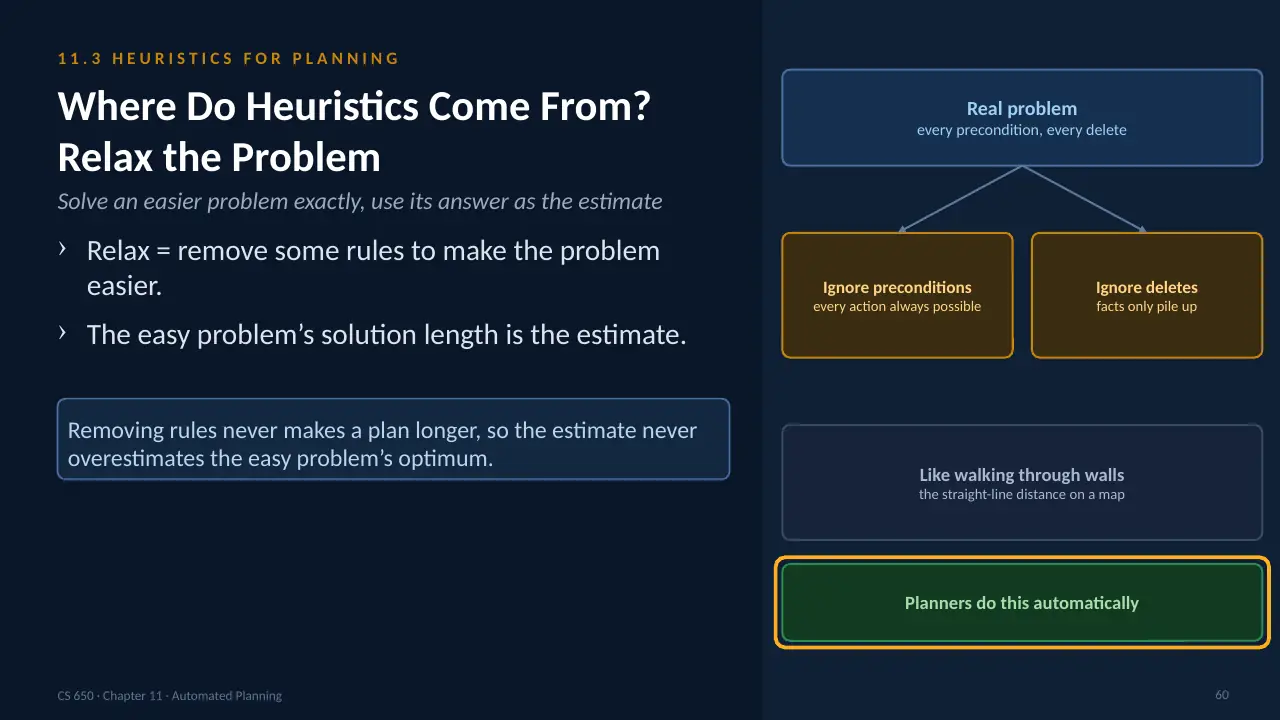 11.3 HEURISTICS FOR PLANNING
Where Do Heuristics Come From?
Relax the Problem
Solve an easier problem exactly, use its answer as the estimate
› Relax = remove some rules to make the problem
easier.
› The easy problem’s solution length is the estimate.
Removing rules never makes a plan longer, so the estimate never
overestimates the easy problem’s optimum.
Real problem
every precondition, every delete
Ignore preconditions
every action always possible
Ignore deletes
facts only pile up
Like walking through walls
the straight-line distance on a map
Planners do this automatically
CS 650 · Chapter 11 · Automated Planning
60